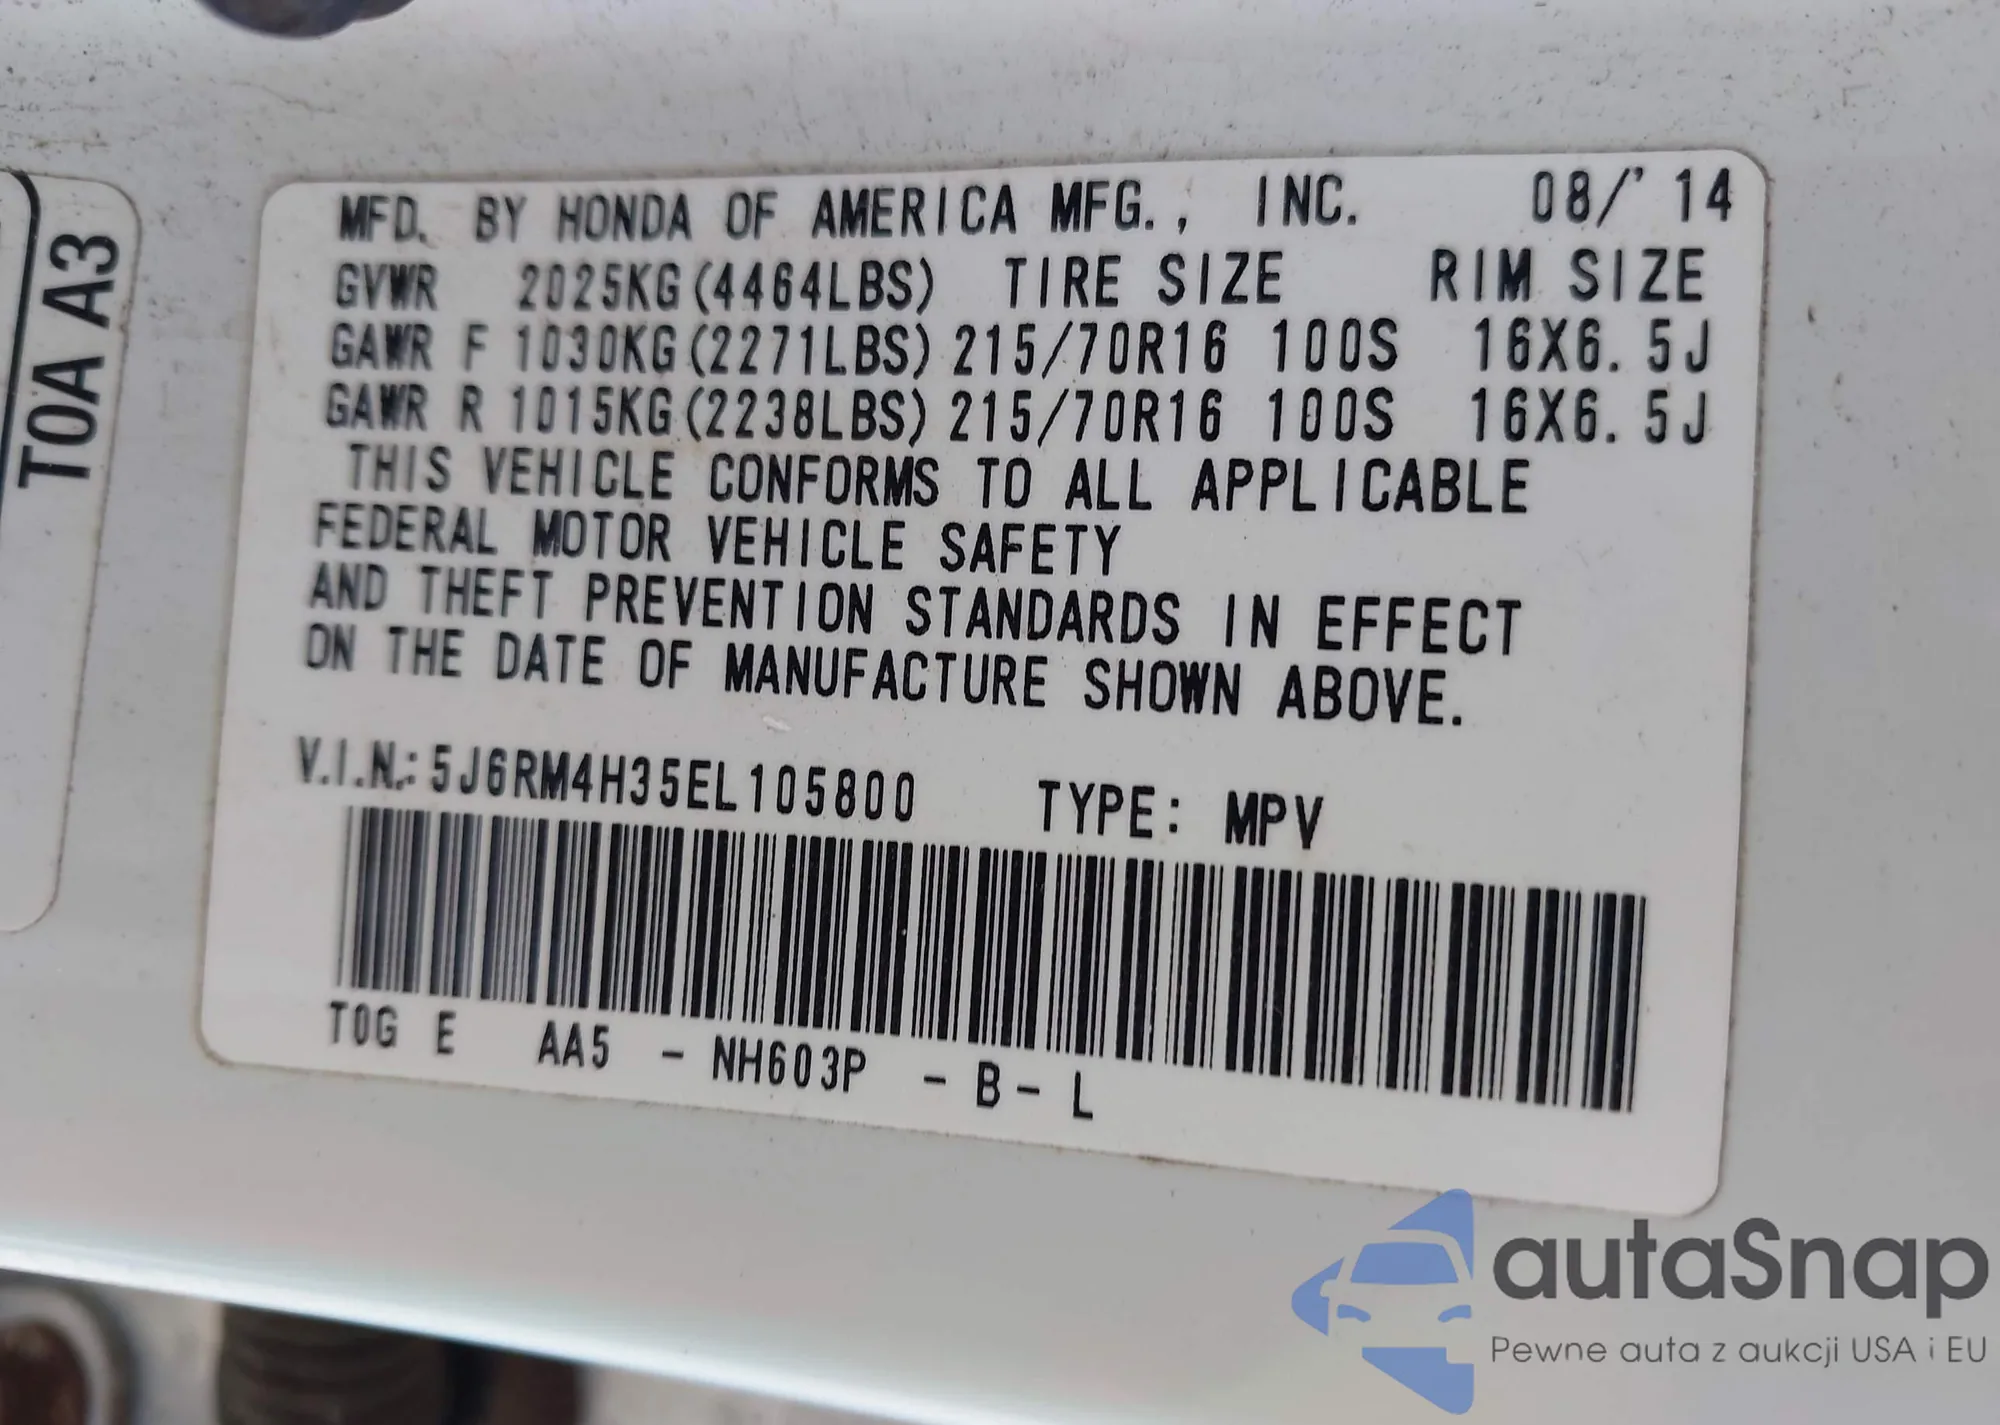 T0A A3
MFD. BY HONDA OF AMERICA MFG., INC. 08/'14
GVWR 2025KG(4464LBS) TIRE SIZE RIM SIZE
GAWR F 1030KG(2271LBS) 215/70R16 100S 16X6.5J
GAWR R 1015KG(2238LBS) 215/70R16 100S 16X6.5J
THIS VEHICLE CONFORMS TO ALL APPLICABLE
FEDERAL MOTOR VEHICLE SAFETY
AND THEFT PREVENTION STANDARDS IN EFFECT
ON THE DATE OF MANUFACTURE SHOWN ABOVE.
V.I.N.: 5J6RM4H35EL105800 TYPE: MPV
T0G E AA5 - NH603P - B - L
autaSnap
Pewne auta z aukcji USA i EU